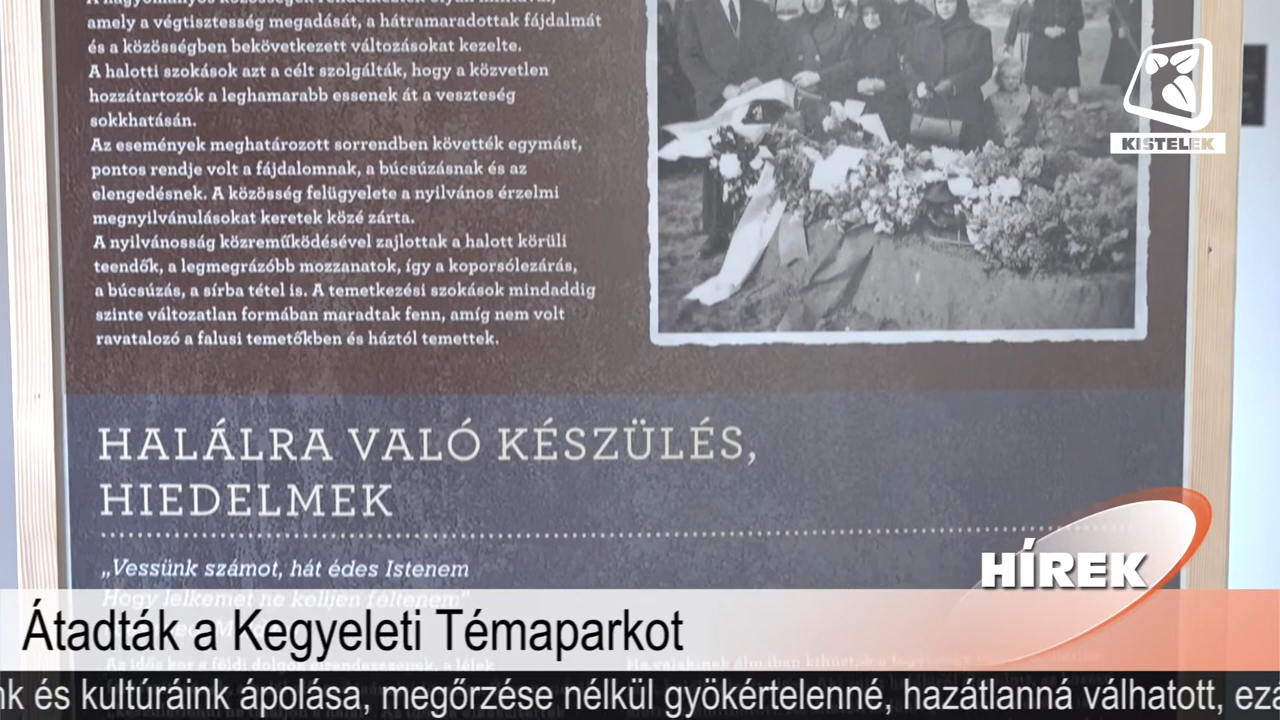 amely a végtisztesség megadását, a hátramaradottak fájdalmát
és a közösségben bekövetkezett változásokat kezelte.
A halotti szokások azt a célt szolgálták, hogy a közvetlen
hozzátartozók a leghamarabb essenek át a veszteség
sokkhatásán.
Az események meghatározott sorrendben követték egymást,
pontos rendje volt a fájdalomnak, a búcsúzásnak és az
elengedésnek. A közösség felügyelete a nyilvános érzelmi
megnyilvánulásokat keretek közé zárta.
A nyilvánosság közreműködésével zajlottak a halott körüli
teendők, a legmegrázóbb mozzanatok, így a koporsólezárás,
a búcsúzás, a sírba tétel is. A temetkezési szokások mindaddig
szinte változatlan formában maradtak fenn, amíg nem volt
ravatalozó a falusi temetőkben és háztól temettek.
KISTELEK
HALÁLRA VALÓ KÉSZÜLÉS,
HIEDELMEK
„Vessünk számot, hát édes Istenem
Hogy lelkemet ne kelljen féltenem"
HÍREK
Átadták a Kegyeleti Témaparkot
és kultúráink ápolása, megőrzése nélkül gyökértelenné, hazátlanná válhatott,